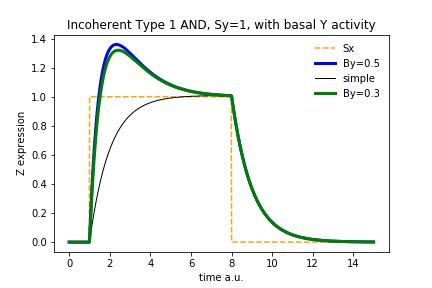 Incoherent Type 1 AND, Sy=1, with basal Y activity
Sx
By=0.5
simple
By=0.3
Z expression
1.4
1.2
1.0
0.8
0.6
0.4
0.2
0.0
0 2 4 6 8 10 12 14
time a.u.